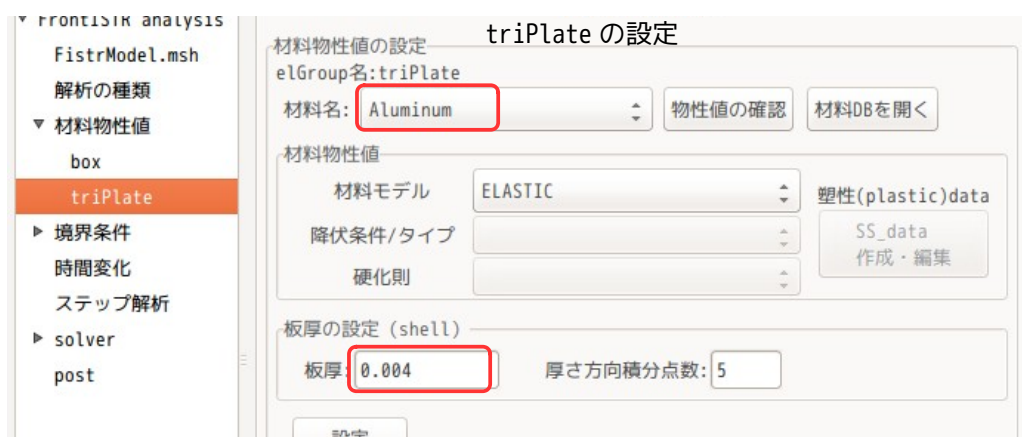 FrontISTR analysis
FistrModel.msh
解析の種類
材料物性値
box
triPlate
境界条件
時間変化
ステップ解析
solver
post
triPlate の設定
材料物性値の設定
elGroup名:triPlate
材料名: Aluminum 物性値の確認 材料DBを開く
材料物性値
材料モデル ELASTIC 塑性(plastic)data
降伏条件/タイプ SS_data
作成・編集
硬化則
板厚の設定 (shell)
板厚: 0.004 厚さ方向積分点数: 5
設定